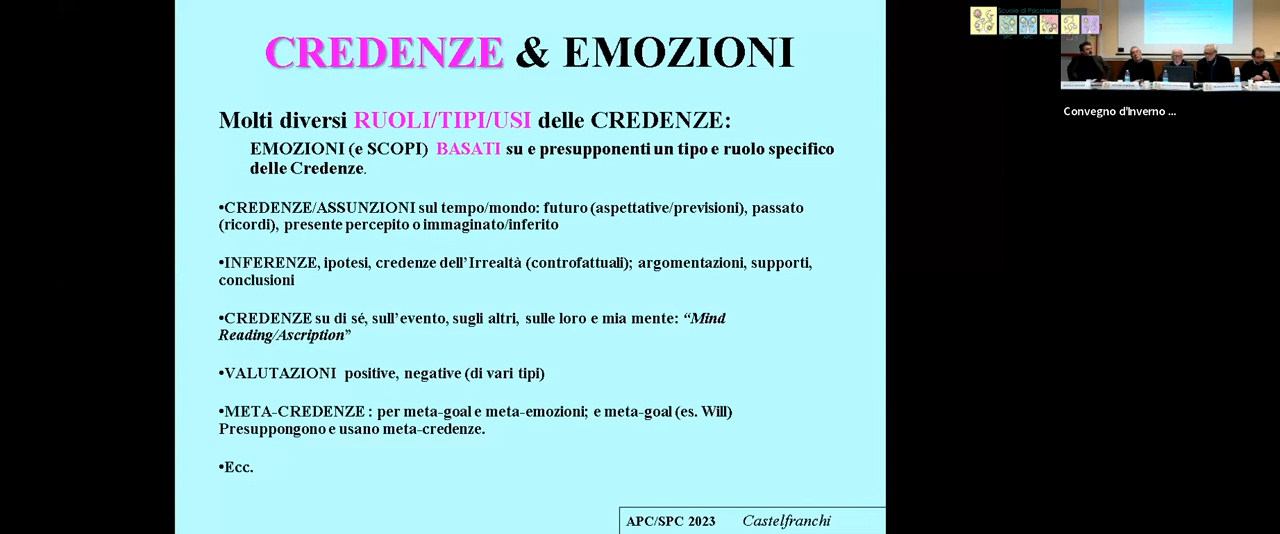 CREDENZE & EMOZIONI
Molti diversi RUOLI/TIPI/USI delle CREDENZE:
EMOZIONI (e SCOPI) BASATI su e presupponenti un tipo e ruolo specifico
delle Credenze.
•CREDENZE/ASSUNZIONI sul tempo/mondo: futuro (aspettative/previsioni), passato
(ricordi), presente percepito o immaginato/inferito
•INFERENZE, ipotesi, credenze dell'Irrealtà (controfattuali); argomentazioni, supporti,
conclusioni
•CREDENZE su di sé, sull'evento, sugli altri, sulle loro e mia mente: “Mind
Reading/Ascription”
•VALUTAZIONI positive, negative (di vari tipi)
•META-CREDENZE : per meta-goal e meta-emozioni; e meta-goal (es. Will)
Presuppongono e usano meta-credenze.
•Ecc.
APC/SPC 2023 Castelfranchi
Scuole di Psicoterapia
Convegno d'Inverno ...